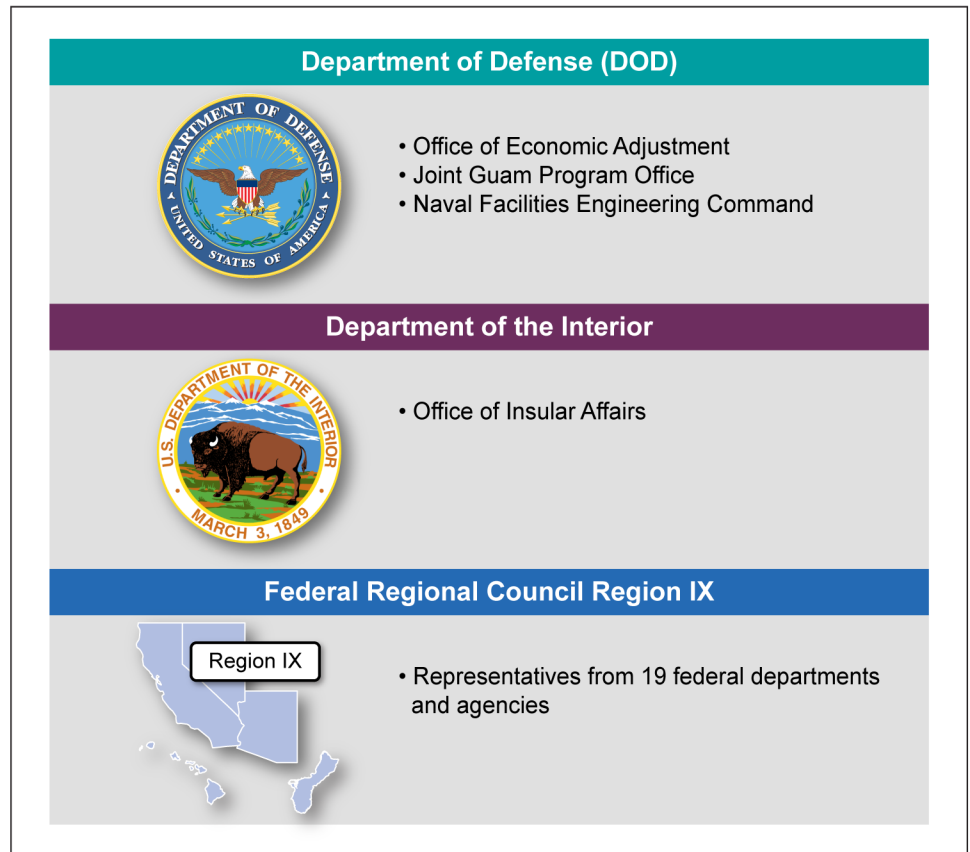 Department of Defense (DOD)
DEPARTMENT OF DEFENSE
UNITED STATES OF AMERICA
• Office of Economic Adjustment
• Joint Guam Program Office
• Naval Facilities Engineering Command
Department of the Interior
U.S. DEPARTMENT OF THE INTERIOR
MARCH 3, 1849
• Office of Insular Affairs
Federal Regional Council Region IX
Region IX
• Representatives from 19 federal departments
and agencies